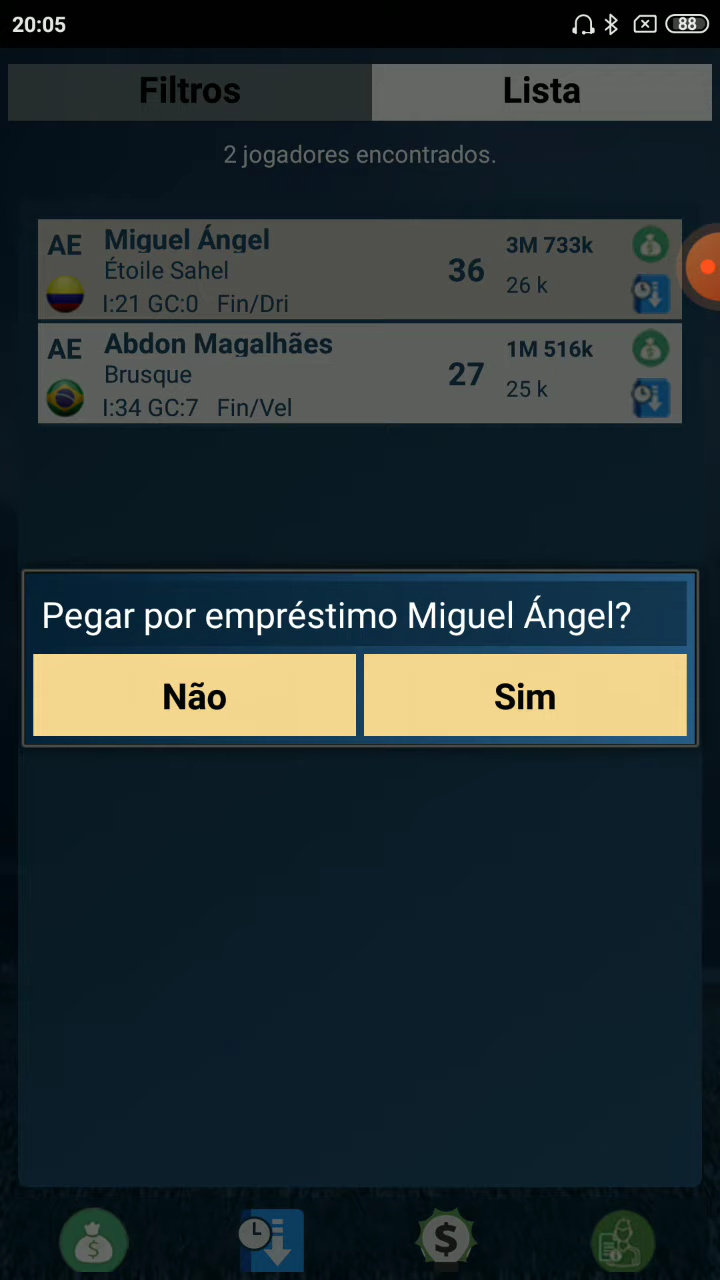 20:05
88
Filtros
Lista
2 jogadores encontrados.
AE Miguel Ángel 3M 733k
Étoile Sahel 36 26 k
I:21 GC:0 Fin/Dri
AE Abdon Magalhães 1M 516k
Brusque 27 25 k
I:34 GC:7 Fin/Vel
Pegar por empréstimo Miguel Ángel?
Não
Sim